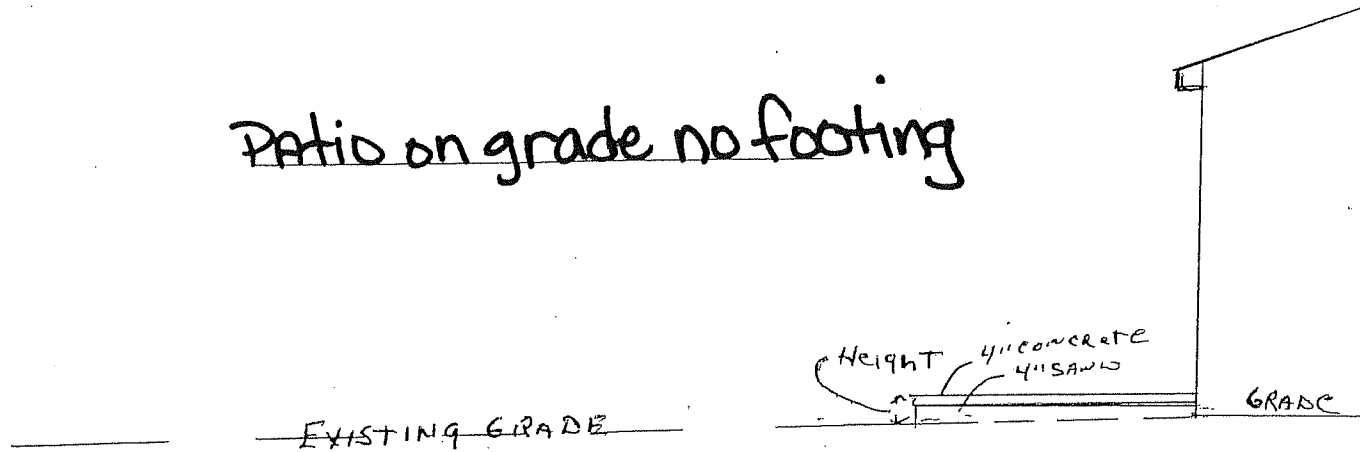 Patio on grade no footing
Height
4" CONCRETE
4" SAND
GRADE
EXISTING GRADE